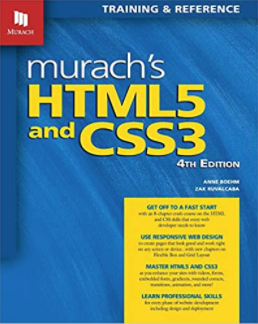 TRAINING & REFERENCE
MURACH
murach's
HTML5
and CSS3
4TH EDITION
ANNE BOEHM
ZAK RUVALCABA
GET OFF TO A FAST START
with an 8 chapter crash course on the HTML
and CSS skills that every web
developer needs to know
USE RESPONSIVE WEB DESIGN
to create pages that look good and work right
on any screen or device, with new chapters on
Flexible Box and Grid Layout
MASTER HTML5 AND CSS3
as you enhance your sites with videos, forms,
embedded fonts, gradients, rounded corners,
transitions, animation, and more!
LEARN PROFESSIONAL SKILLS
for every phase of website development
including design and deployment